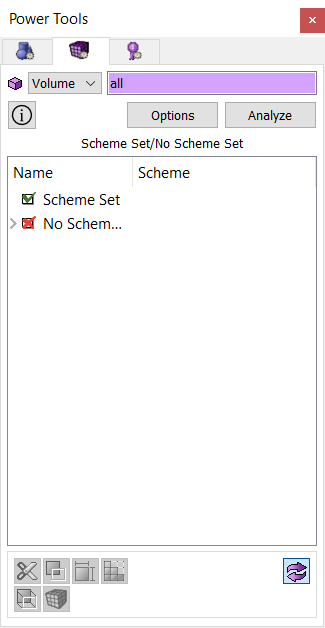 Power Tools
Volume all
Options Analyze
Scheme Set/No Scheme Set
Name Scheme
Scheme Set
No Schem...